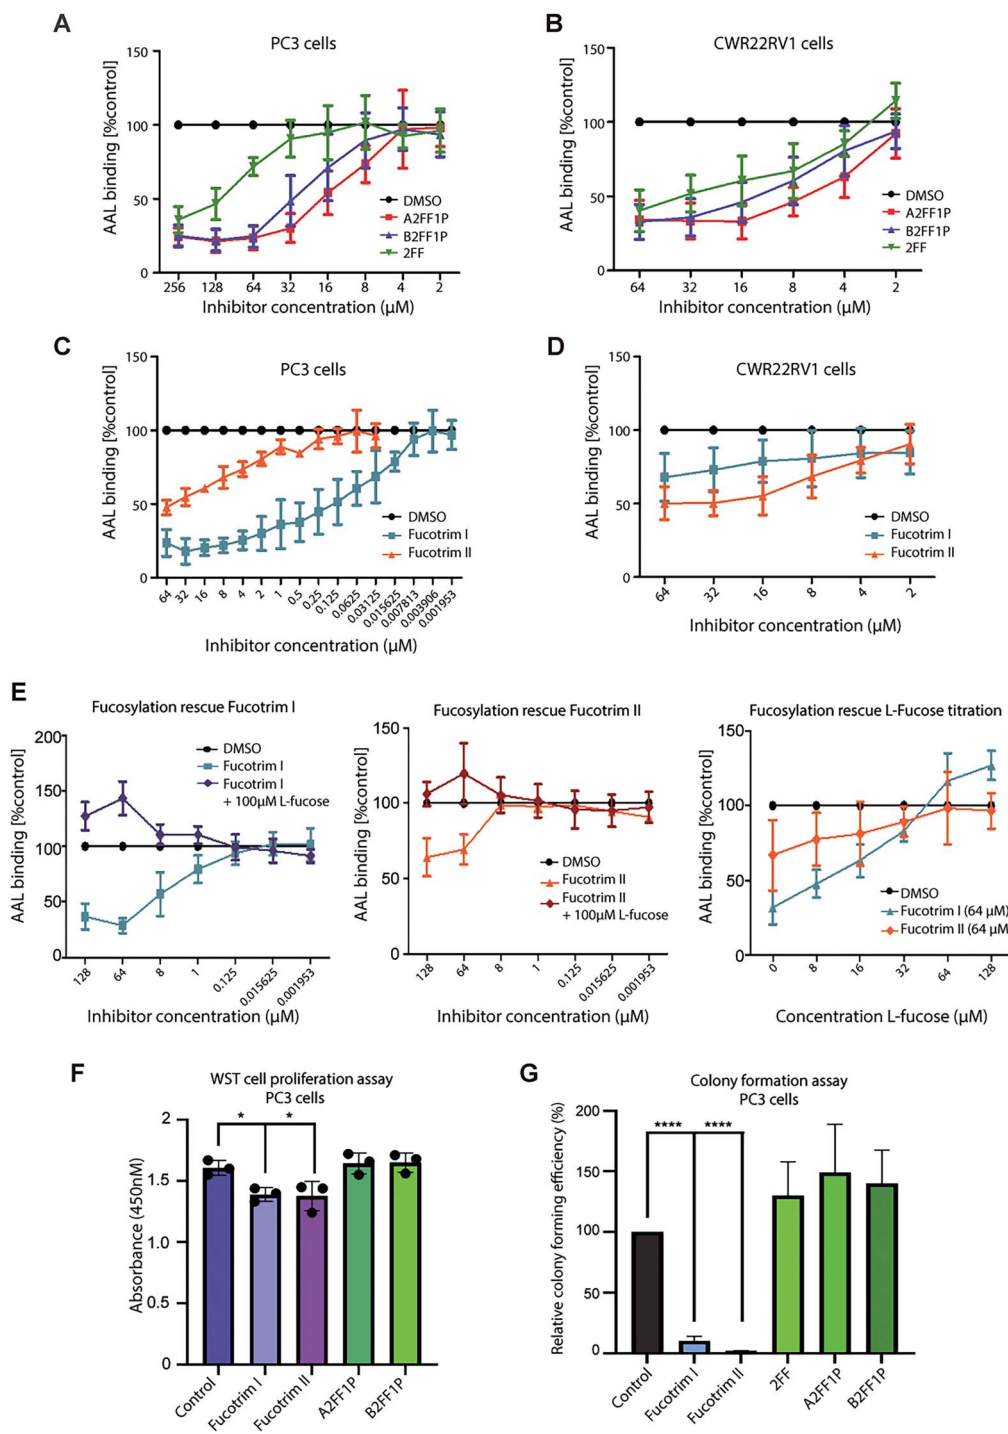 A
PC3 cells
AAL binding [%control]
150
100
50
0
DMSO
A2FF1P
B2FF1P
2FF
256 128 64 32 16 8 4 2
Inhibitor concentration (µM)
B
CWR22RV1 cells
AAL binding [%control]
150
100
50
0
DMSO
A2FF1P
B2FF1P
2FF
64 32 16 8 4 2
Inhibitor concentration (µM)
C
PC3 cells
AAL binding [%control]
150
100
50
0
DMSO
Fucotrim I
Fucotrim II
64 32 16 8 4 2 1 0.5 0.25 0.125 0.0625 0.03125 0.015625 0.007813 0.003906 0.001953
Inhibitor concentration (µM)
D
CWR22RV1 cells
AAL binding [%control]
150
100
50
0
DMSO
Fucotrim I
Fucotrim II
64 32 16 8 4 2
Inhibitor concentration (µM)
E
Fucosylation rescue Fucotrim I
AAL binding [%control]
200
150
100
50
0
DMSO
Fucotrim I
Fucotrim I
+ 100µM L-fucose
128 64 8 1 0.125 0.015625 0.001953
Inhibitor concentration (µM)
Fucosylation rescue Fucotrim II
AAL binding [%control]
150
100
50
0
DMSO
Fucotrim II
Fucotrim II
+ 100µM L-fucose
128 64 8 1 0.125 0.015625 0.001953
Inhibitor concentration (µM)
Fucosylation rescue L-Fucose titration
AAL binding [%control]
150
100
50
0
DMSO
Fucotrim I (64 µM)
Fucotrim II (64 µM)
0 8 16 32 64 128
Concentration L-fucose (µM)
F
WST cell proliferation assay
PC3 cells
Absorbance (450nM)
2
1.5
1.0
0.5
0
* *
Control Fucotrim I Fucotrim II A2FF1P B2FF1P
G
Colony formation assay
PC3 cells
Relative colony forming efficiency (%)
200
150
100
50
0
**** ****
Control Fucotrim I Fucotrim II 2FF A2FF1P B2FF1P